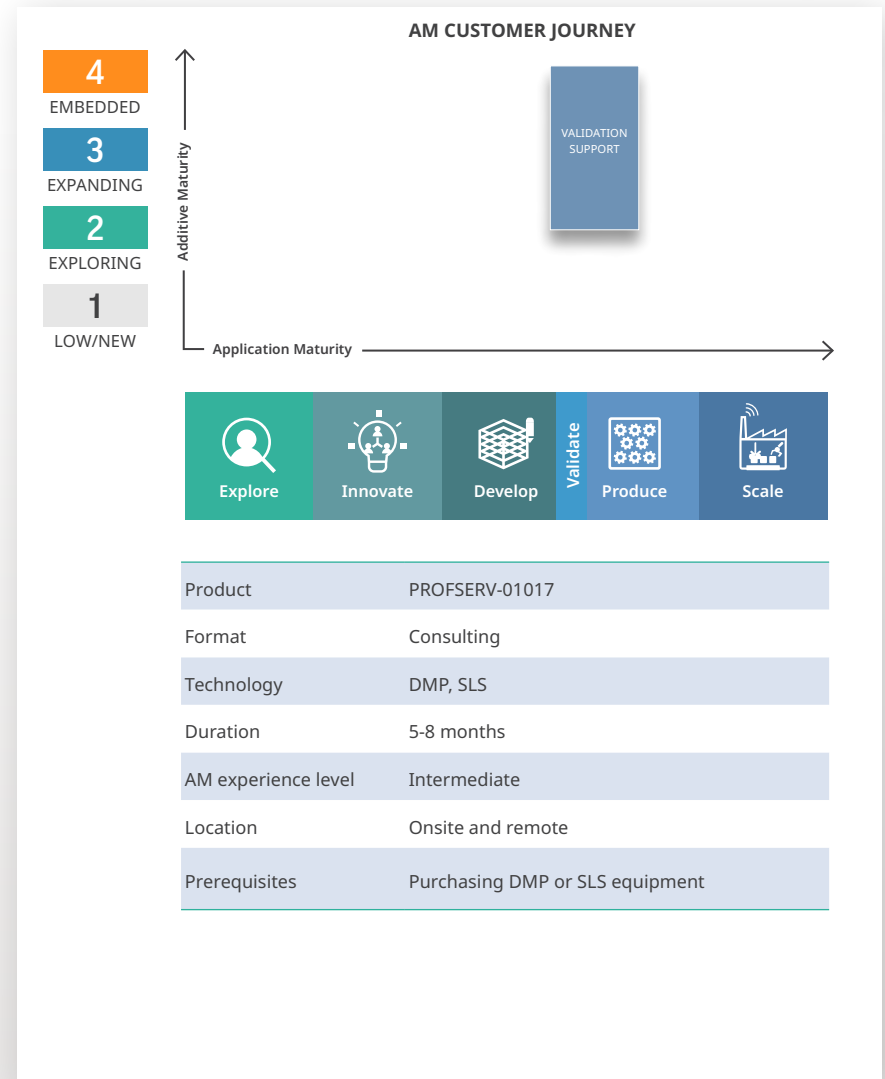 AM CUSTOMER JOURNEY
4
EMBEDDED
3
EXPANDING
2
EXPLORING
1
LOW/NEW
Additive Maturity
VALIDATION
SUPPORT
Application Maturity
Explore
Innovate
Develop
Validate
Produce
Scale
Product PROFSERV-01017
Format Consulting
Technology DMP, SLS
Duration 5-8 months
AM experience level Intermediate
Location Onsite and remote
Prerequisites Purchasing DMP or SLS equipment